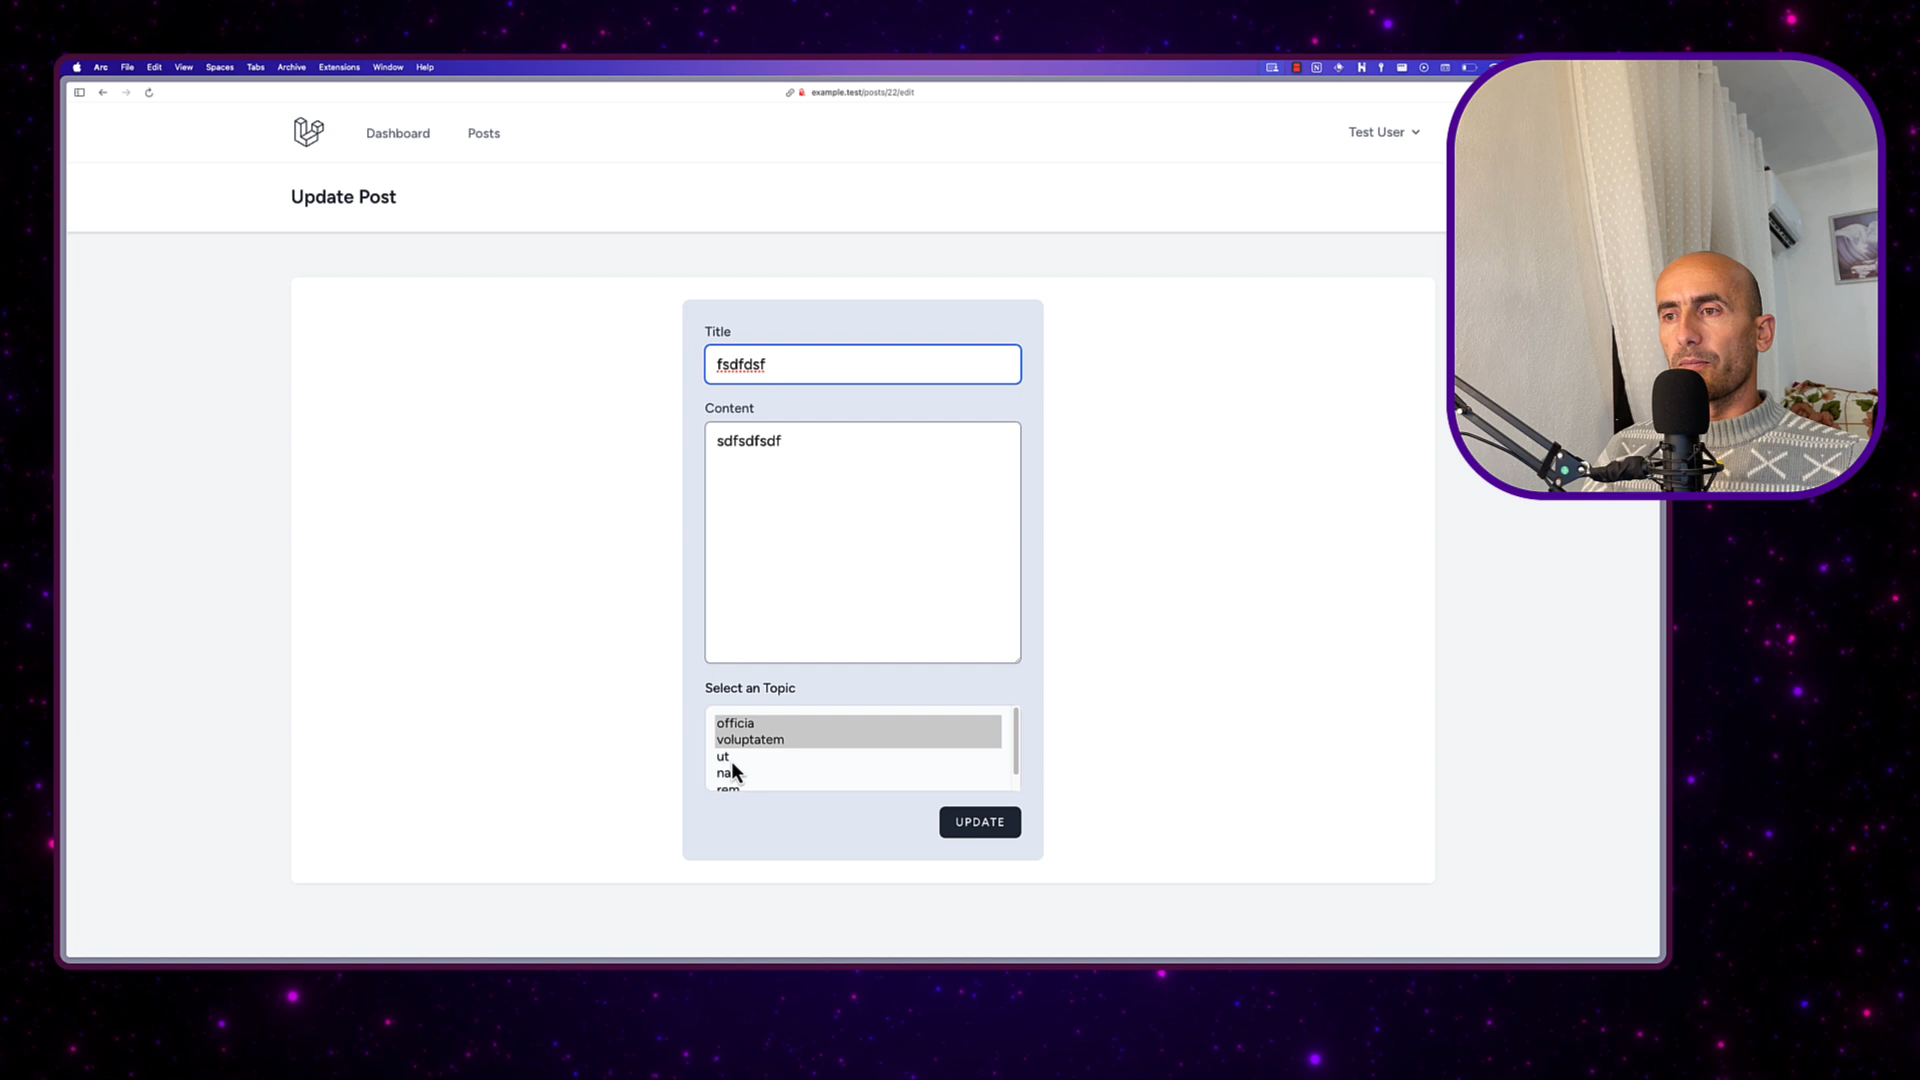 Arc File Edit View Spaces Tabs Archive Extensions Window Help
example.test/posts/22/edit
Dashboard Posts Test User
Update Post
Title
fsdfdsf
Content
sdfsdfsdf
Select an Topic
officia
voluptatem
ut
rem
UPDATE